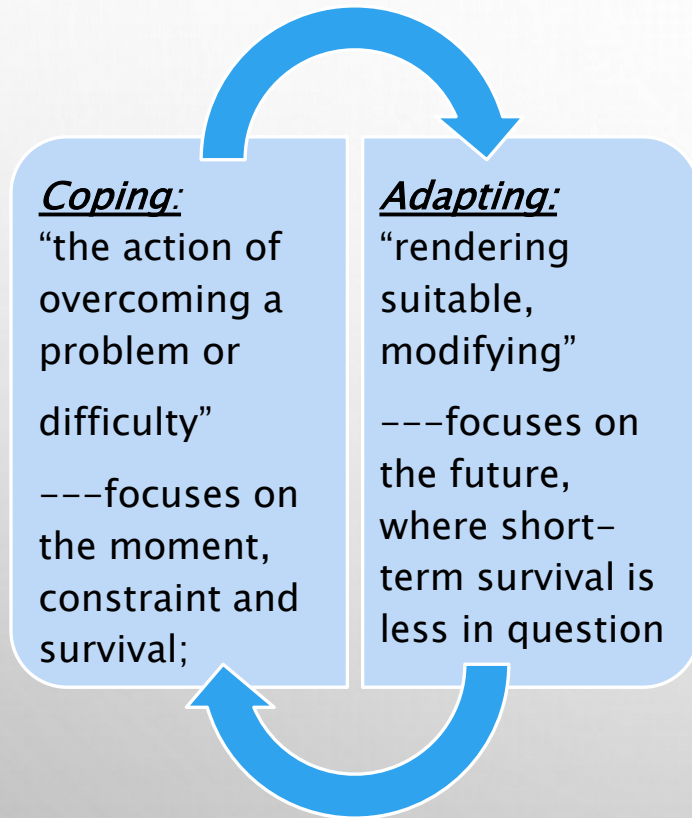 Coping:
“the action of
overcoming a
problem or
difficulty”
---focuses on
the moment,
constraint and
survival;
Adapting:
“rendering
suitable,
modifying”
---focuses on
the future,
where short-
term survival is
less in question